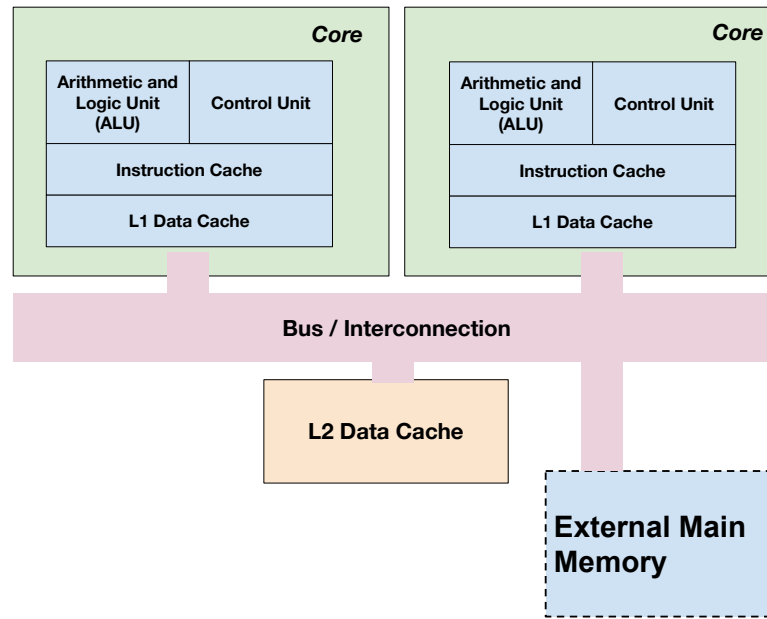 Core
Arithmetic and
Logic Unit
(ALU)
Control Unit
Instruction Cache
L1 Data Cache
Core
Arithmetic and
Logic Unit
(ALU)
Control Unit
Instruction Cache
L1 Data Cache
Bus / Interconnection
L2 Data Cache
External Main
Memory